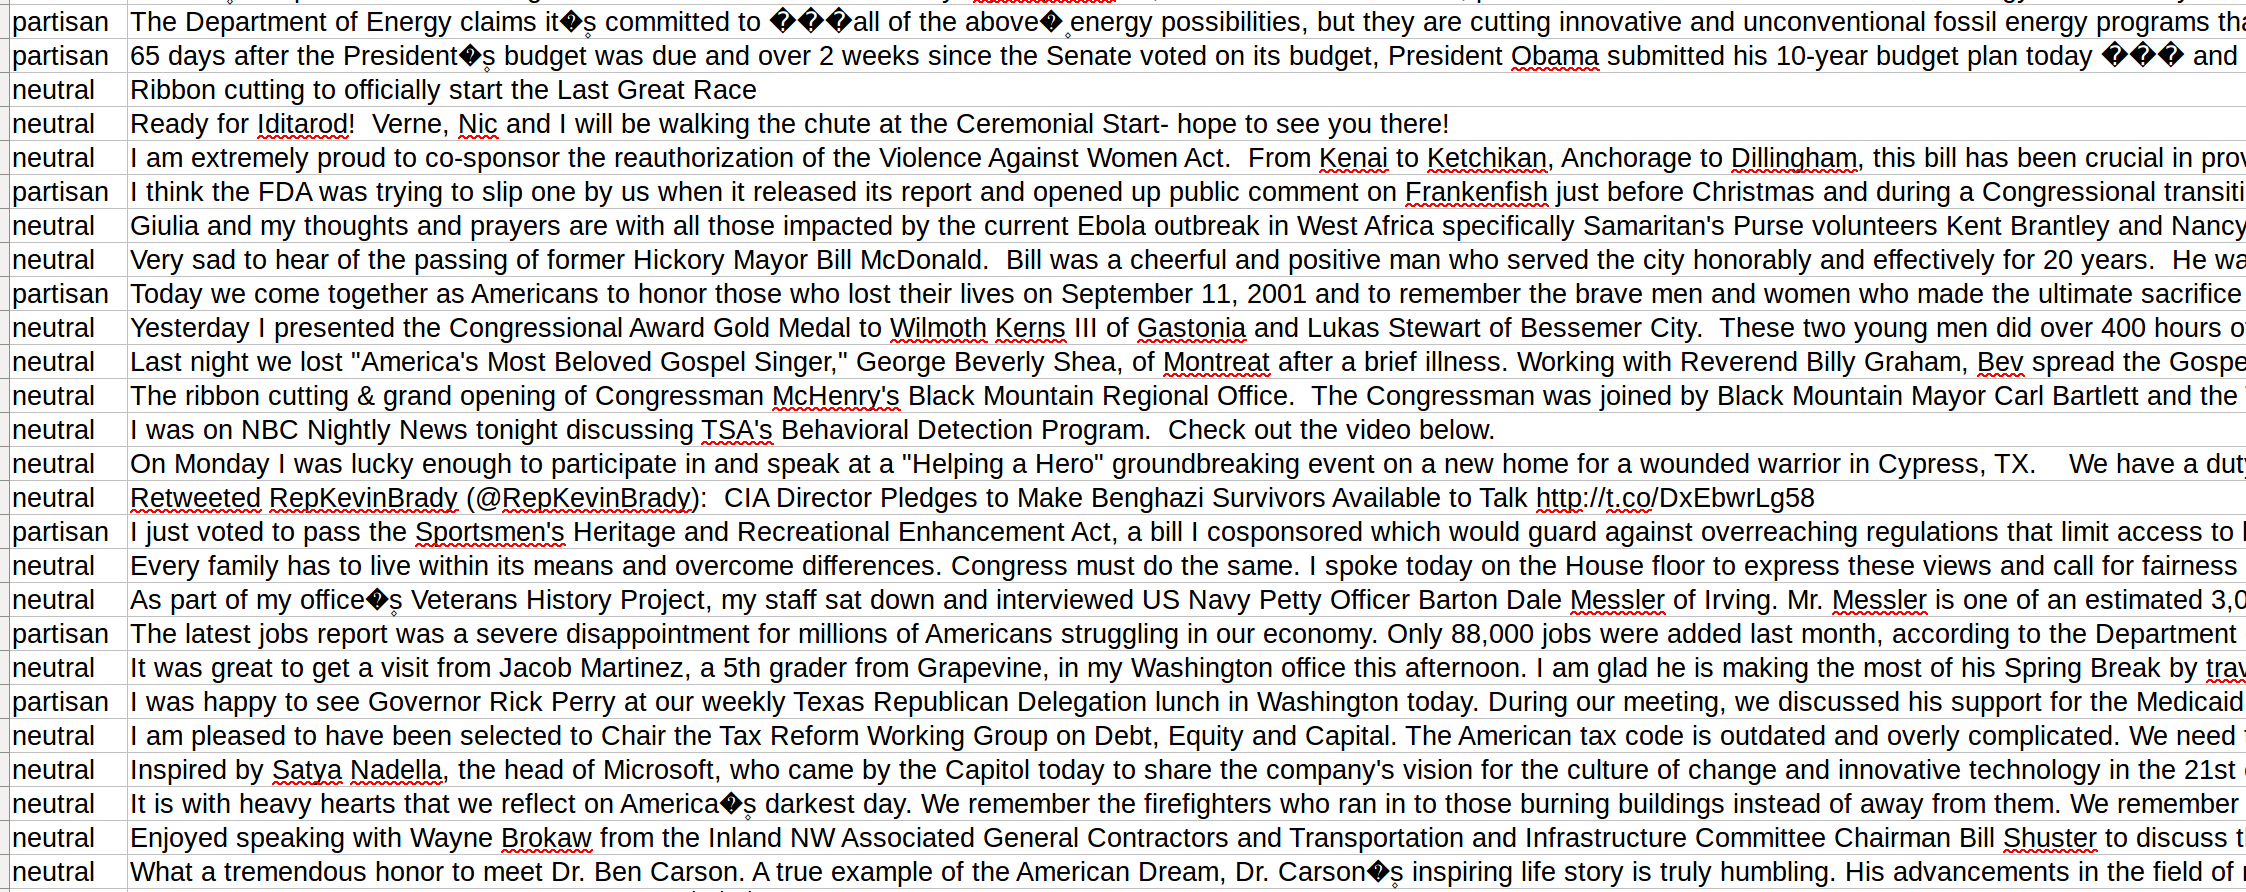 partisan The Department of Energy claims it�s committed to ���all of the above� energy possibilities, but they are cutting innovative and unconventional fossil energy programs tha
partisan 65 days after the President�s budget was due and over 2 weeks since the Senate voted on its budget, President Obama submitted his 10-year budget plan today ��� and
neutral Ribbon cutting to officially start the Last Great Race
neutral Ready for Iditarod!  Verne, Nic and I will be walking the chute at the Ceremonial Start- hope to see you there!
neutral I am extremely proud to co-sponsor the reauthorization of the Violence Against Women Act.  From Kenai to Ketchikan, Anchorage to Dillingham, this bill has been crucial in prov
partisan I think the FDA was trying to slip one by us when it released its report and opened up public comment on Frankenfish just before Christmas and during a Congressional transiti
neutral Giulia and my thoughts and prayers are with all those impacted by the current Ebola outbreak in West Africa specifically Samaritan's Purse volunteers Kent Brantley and Nancy
neutral Very sad to hear of the passing of former Hickory Mayor Bill McDonald.  Bill was a cheerful and positive man who served the city honorably and effectively for 20 years.  He wa
partisan Today we come together as Americans to honor those who lost their lives on September 11, 2001 and to remember the brave men and women who made the ultimate sacrifice
neutral Yesterday I presented the Congressional Award Gold Medal to Wilmoth Kerns III of Gastonia and Lukas Stewart of Bessemer City.  These two young men did over 400 hours o
neutral Last night we lost "America's Most Beloved Gospel Singer," George Beverly Shea, of Montreat after a brief illness. Working with Reverend Billy Graham, Bev spread the Gospe
neutral The ribbon cutting & grand opening of Congressman McHenry's Black Mountain Regional Office.  The Congressman was joined by Black Mountain Mayor Carl Bartlett and the
neutral I was on NBC Nightly News tonight discussing TSA's Behavioral Detection Program.  Check out the video below.
neutral On Monday I was lucky enough to participate in and speak at a "Helping a Hero" groundbreaking event on a new home for a wounded warrior in Cypress, TX.    We have a duty
neutral Retweeted RepKevinBrady (@RepKevinBrady):  CIA Director Pledges to Make Benghazi Survivors Available to Talk http://t.co/DxEbwrLg58
partisan I just voted to pass the Sportsmen's Heritage and Recreational Enhancement Act, a bill I cosponsored which would guard against overreaching regulations that limit access to
neutral Every family has to live within its means and overcome differences. Congress must do the same. I spoke today on the House floor to express these views and call for fairness
neutral As part of my office�s Veterans History Project, my staff sat down and interviewed US Navy Petty Officer Barton Dale Messler of Irving. Mr. Messler is one of an estimated 3,0
partisan The latest jobs report was a severe disappointment for millions of Americans struggling in our economy. Only 88,000 jobs were added last month, according to the Department
neutral It was great to get a visit from Jacob Martinez, a 5th grader from Grapevine, in my Washington office this afternoon. I am glad he is making the most of his Spring Break by trav
partisan I was happy to see Governor Rick Perry at our weekly Texas Republican Delegation lunch in Washington today. During our meeting, we discussed his support for the Medicaid
neutral I am pleased to have been selected to Chair the Tax Reform Working Group on Debt, Equity and Capital. The American tax code is outdated and overly complicated. We need
neutral Inspired by Satya Nadella, the head of Microsoft, who came by the Capitol today to share the company's vision for the culture of change and innovative technology in the 21st
neutral It is with heavy hearts that we reflect on America�s darkest day. We remember the firefighters who ran in to those burning buildings instead of away from them. We remember
neutral Enjoyed speaking with Wayne Brokaw from the Inland NW Associated General Contractors and Transportation and Infrastructure Committee Chairman Bill Shuster to discuss t
neutral What a tremendous honor to meet Dr. Ben Carson. A true example of the American Dream, Dr. Carson�s inspiring life story is truly humbling. His advancements in the field of